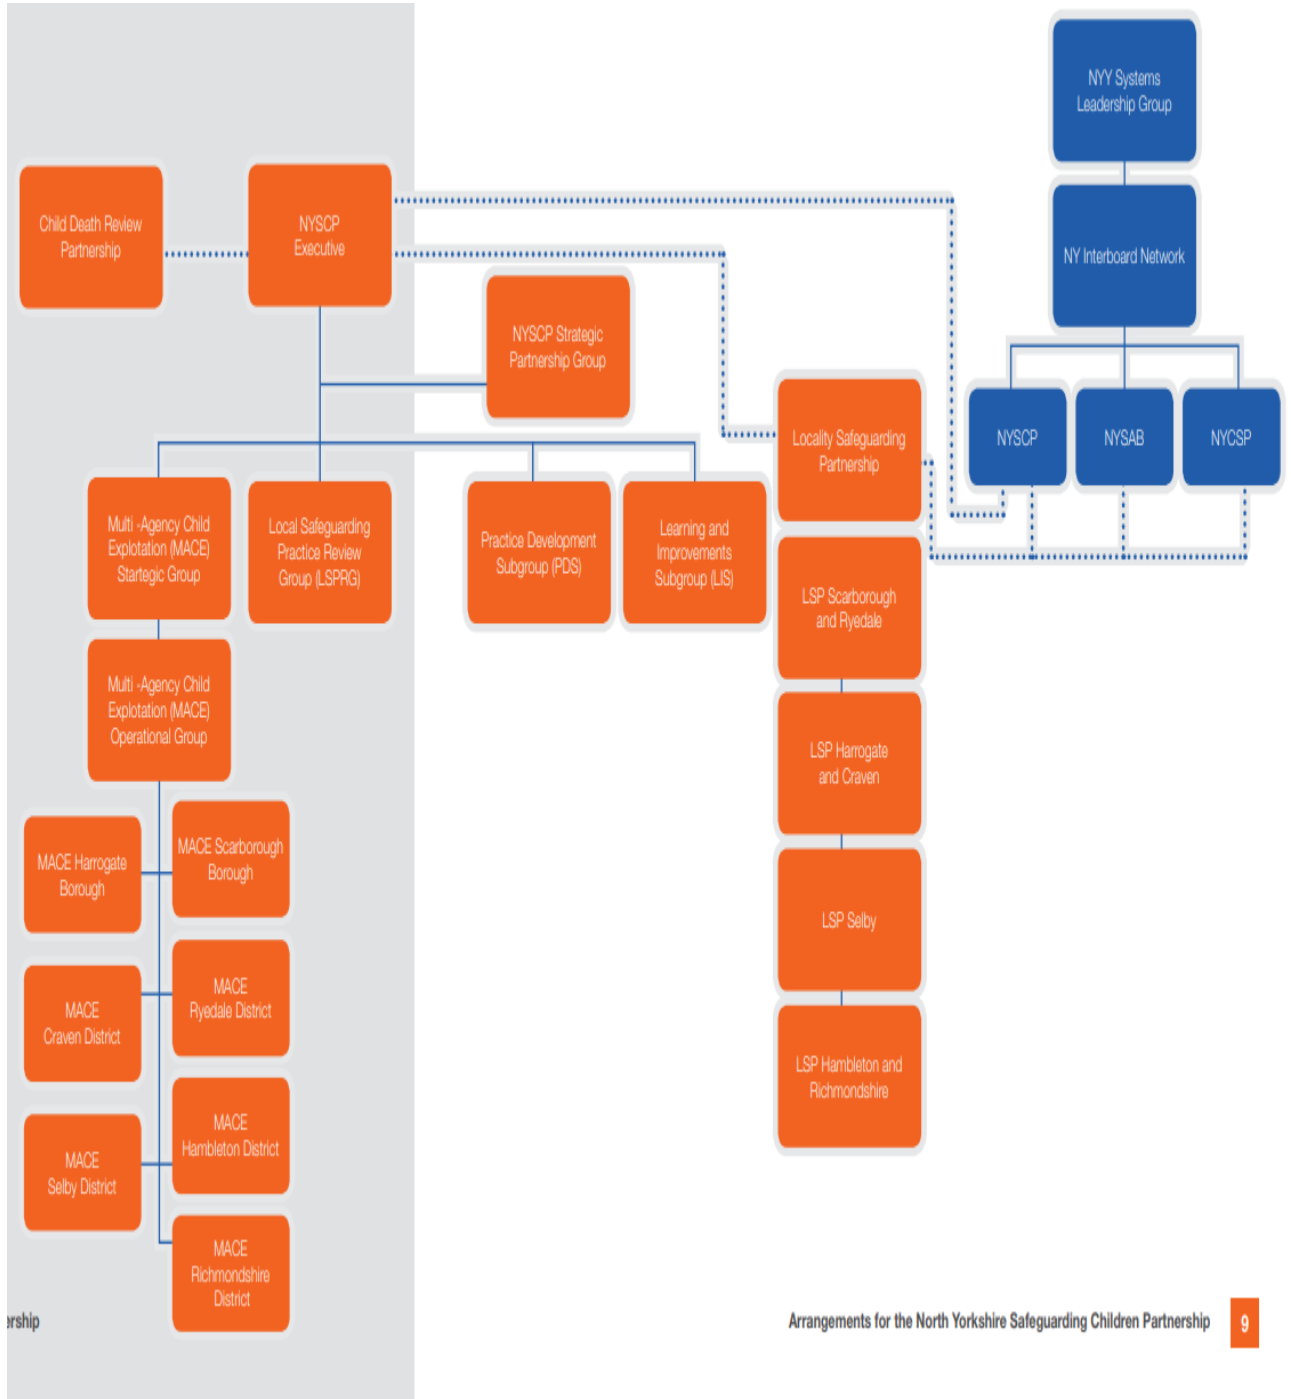 NYY Systems
Leadership Group
NY Interboard Network
NYSCP
NYSAB
NYCSP
Child Death Review
Partnership
NYSCP
Executive
NYSCP Strategic
Partnership Group
Locality Safeguarding
Partnership
Multi -Agency Child
Explotation (MACE)
Startegic Group
Local Safeguarding
Practice Review
Group (LSPRG)
Practice Development
Subgroup (PDS)
Learning and
Improvements
Subgroup (LIS)
LSP Scarborough
and Ryedale
Multi -Agency Child
Explotation (MACE)
Operational Group
LSP Harrogate
and Craven
MACE Harrogate
Borough
MACE Scarborough
Borough
LSP Selby
MACE
Craven District
MACE
Ryedale District
LSP Hambleton and
Richmondshire
MACE
Selby District
MACE
Hambleton District
MACE
Richmondshire
District
ership
Arrangements for the North Yorkshire Safeguarding Children Partnership
9